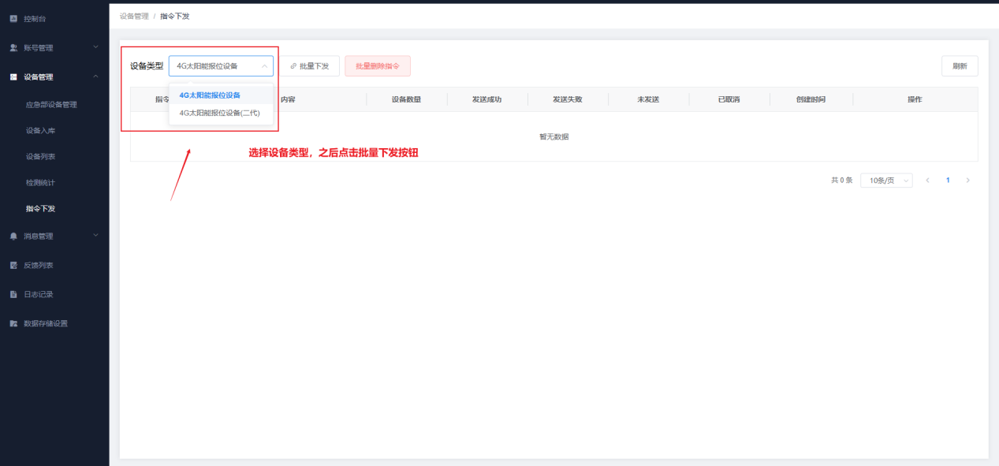 控制台
账号管理
设备管理
应急部设备管理
设备入库
设备列表
检测统计
指令下发
消息管理
反馈列表
日志记录
数据存储设置
设备管理 / 指令下发
设备类型 4G太阳能报位设备 批量下发 批量删除指令 刷新
4G太阳能报位设备
4G太阳能报位设备(二代)
指令 内容 设备数量 发送成功 发送失败 未发送 已取消 创建时间 操作
暂无数据
选择设备类型，之后点击批量下发按钮
共 0 条 10条/页 1